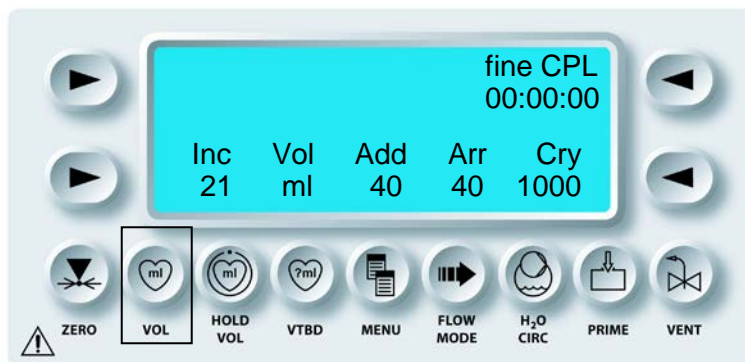 fine CPL
00:00:00
Inc Vol Add Arr Cry
21 ml 40 40 1000
ml ml ?ml
ZERO VOL HOLD VOL VTBD MENU FLOW MODE H₂O CIRC PRIME VENT